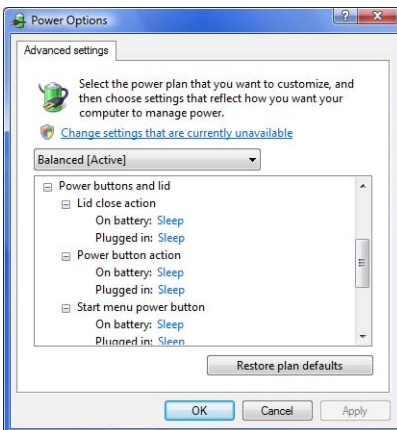 Power Options
Advanced settings
Select the power plan that you want to customize, and
then choose settings that reflect how you want your
computer to manage power.
Change settings that are currently unavailable
Balanced [Active]
Power buttons and lid
Lid close action
On battery: Sleep
Plugged in: Sleep
Power button action
On battery: Sleep
Plugged in: Sleep
Start menu power button
On battery: Sleep
Plugged in: Sleep
Restore plan defaults
OK Cancel Apply